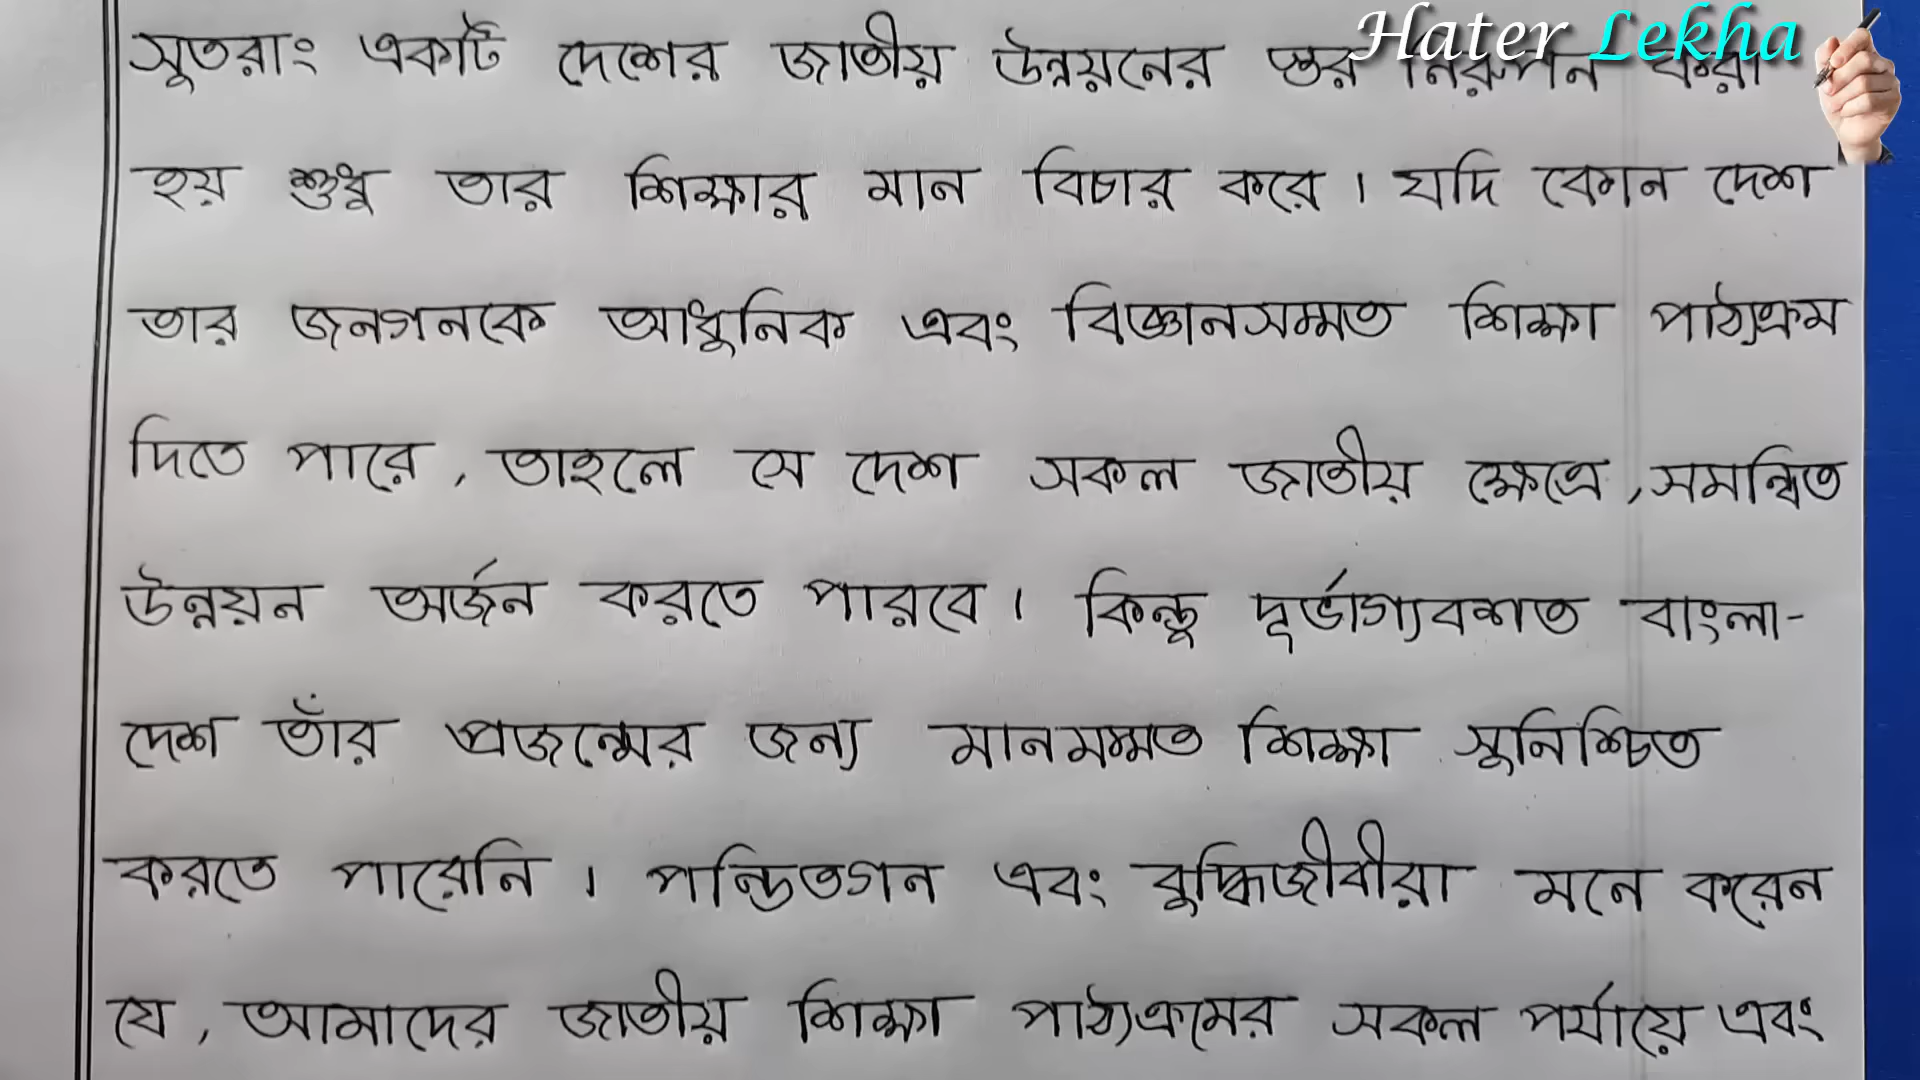 Hater Lekha
সুতরাং একটি দেশের জাতীয় উন্নয়নের স্তর নিরুপন করা
হয় শুধু তার শিক্ষার মান বিচার করে। যদি কোন দেশ
তার জনগনকে আধুনিক এবং বিজ্ঞানসম্মত শিক্ষা পাঠ্যক্রম
দিতে পারে, তাহলে সে দেশ সকল জাতীয় ক্ষেত্রে, সমন্বিত
উন্নয়ন অর্জন করতে পারবে। কিন্তু দূর্ভাগ্যবশত বাংলা-
দেশ তাঁর প্রজন্মের জন্য মানসম্মত শিক্ষা সুনিশ্চিত
করতে পারেনি। পন্ডিতগন এবং বুদ্ধিজীবীরা মনে করেন
যে, আমাদের জাতীয় শিক্ষা পাঠ্যক্রমের সকল পর্যায়ে এবং